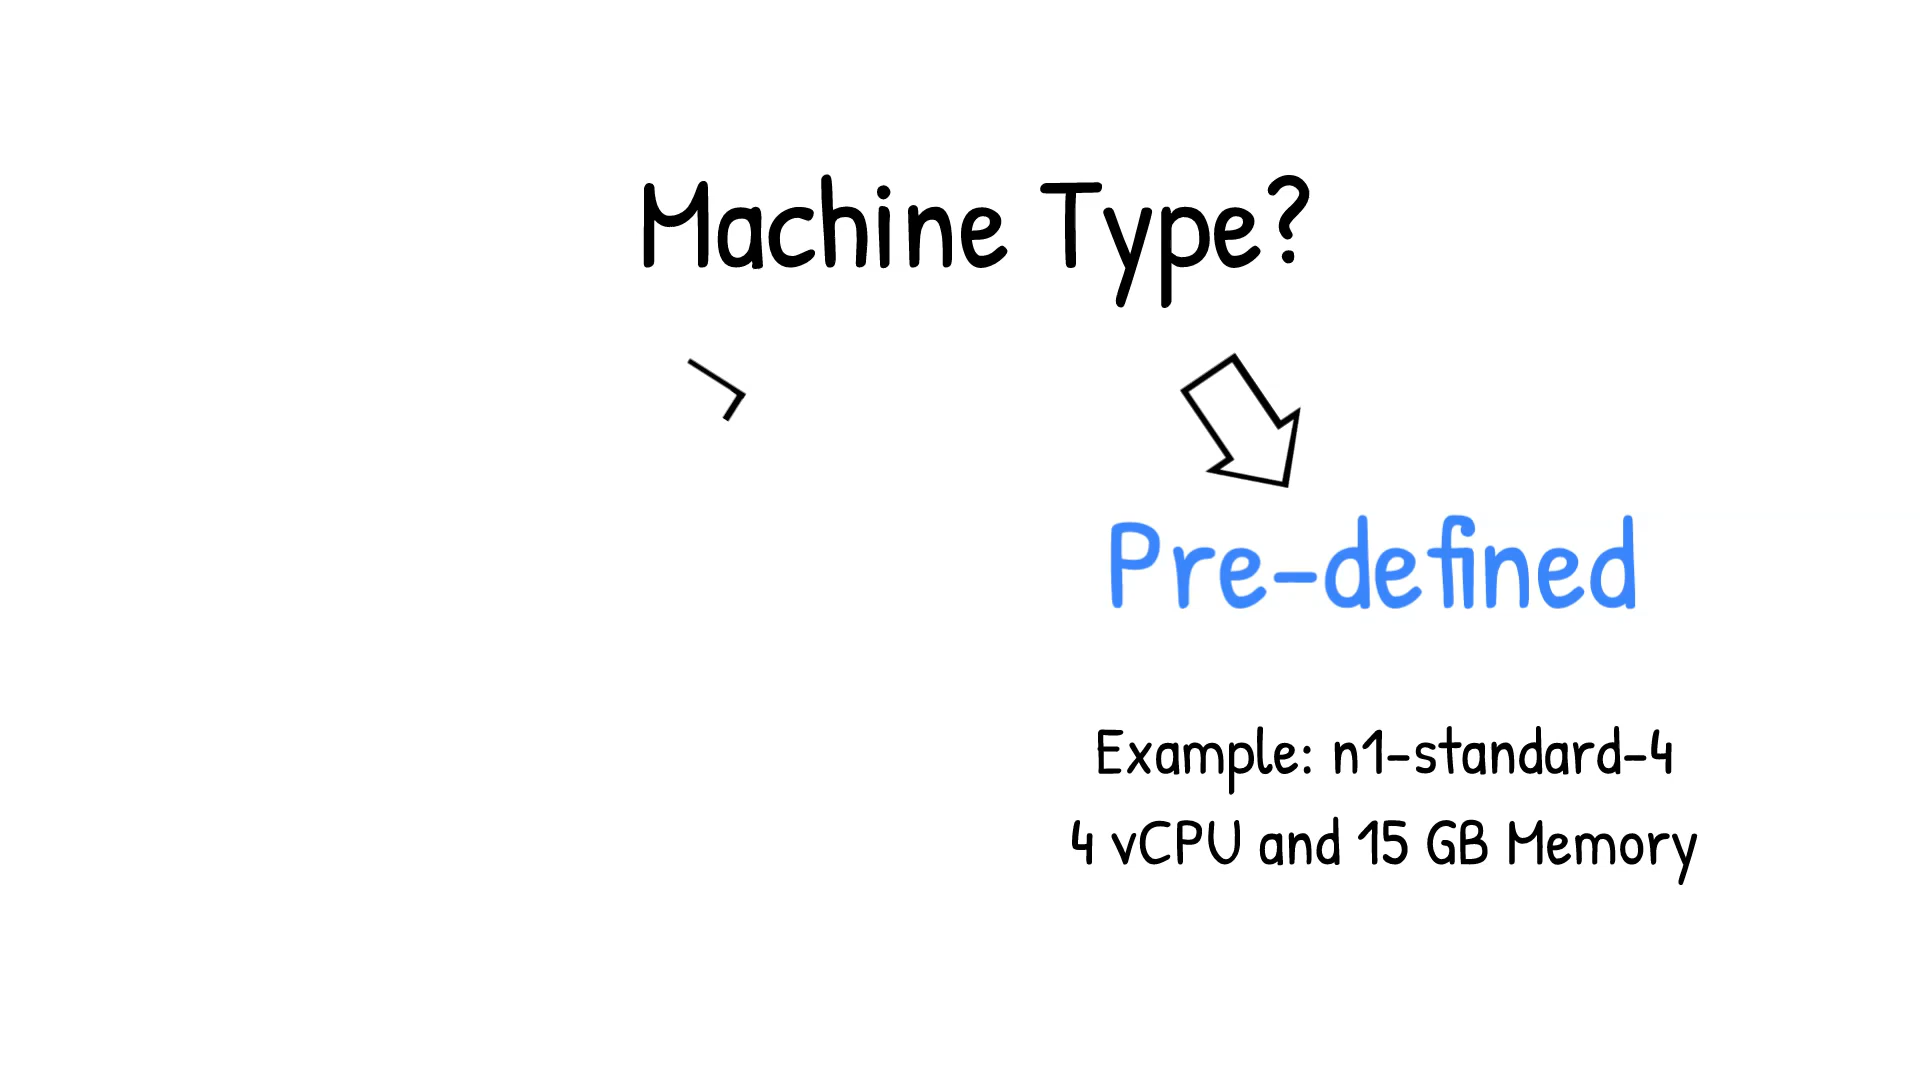 Machine Type?
Pre-defined
Example: n1-standard-4
4 vCPU and 15 GB Memory